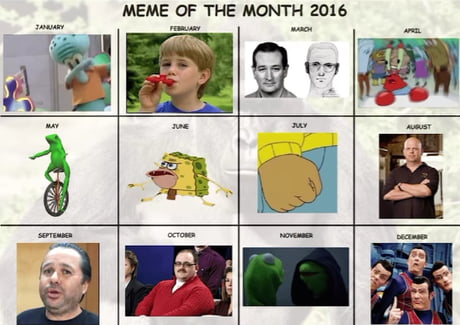 MEME OF THE MONTH 2016
JANUARY
FEBRUARY
MARCH
APRIL
MAY
JUNE
JULY
AUGUST
SEPTEMBER
OCTOBER
NOVEMBER
DECEMBER